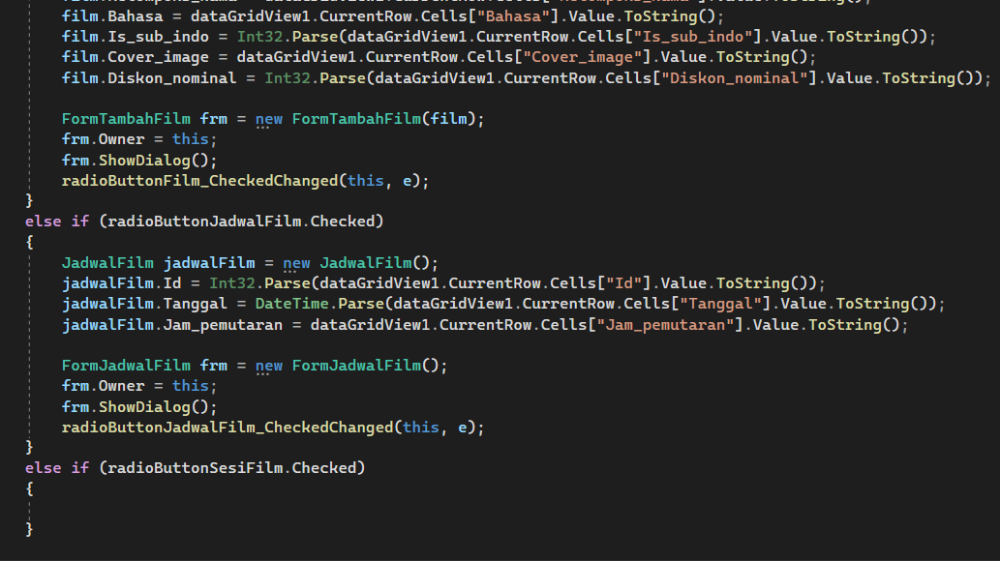 film.Bahasa = dataGridView1.CurrentRow.Cells["Bahasa"].Value.ToString();
film.Is_sub_indo = Int32.Parse(dataGridView1.CurrentRow.Cells["Is_sub_indo"].Value.ToString());
film.Cover_image = dataGridView1.CurrentRow.Cells["Cover_image"].Value.ToString();
film.Diskon_nominal = Int32.Parse(dataGridView1.CurrentRow.Cells["Diskon_nominal"].Value.ToString());
FormTambahFilm frm = new FormTambahFilm(film);
frm.Owner = this;
frm.ShowDialog();
radioButtonFilm_CheckedChanged(this, e);
}
else if (radioButtonJadwalFilm.Checked)
{
JadwalFilm jadwalFilm = new JadwalFilm();
jadwalFilm.Id = Int32.Parse(dataGridView1.CurrentRow.Cells["Id"].Value.ToString());
jadwalFilm.Tanggal = DateTime.Parse(dataGridView1.CurrentRow.Cells["Tanggal"].Value.ToString());
jadwalFilm.Jam_pemutaran = dataGridView1.CurrentRow.Cells["Jam_pemutaran"].Value.ToString();
FormJadwalFilm frm = new FormJadwalFilm();
frm.Owner = this;
frm.ShowDialog();
radioButtonJadwalFilm_CheckedChanged(this, e);
}
else if (radioButtonSesiFilm.Checked)
{
}